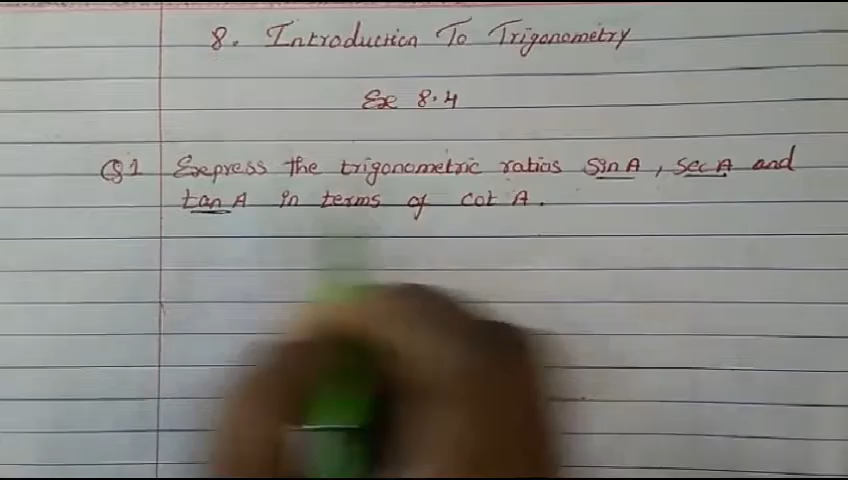 8. Introduction To Trigonometry
Ex 8.4
Q1 Express the trigonometric ratios sin A, sec A and
tan A in terms of cot A.